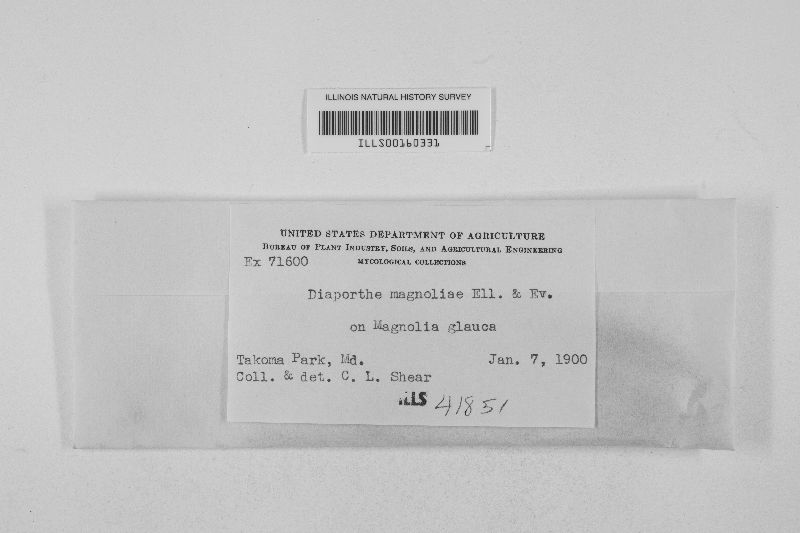 ILLINOIS NATURAL HISTORY SURVEY
ILLS00160331
UNITED STATES DEPARTMENT OF AGRICULTURE
BUREAU OF PLANT INDUSTRY, SOILS, AND AGRICULTURAL ENGINEERING
Ex 71600 MYCOLOGICAL COLLECTIONS
Diaporthe magnoliae Ell. & Ev.
on Magnolia glauca
Takoma Park, Md. Jan. 7, 1900
Coll. & det. C. L. Shear
ILLS 41851